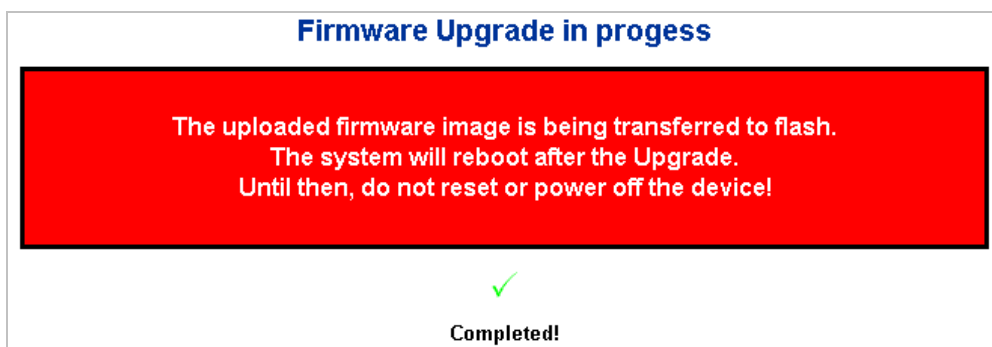 Firmware Upgrade in progess
The uploaded firmware image is being transferred to flash.
The system will reboot after the Upgrade.
Until then, do not reset or power off the device!
Completed!